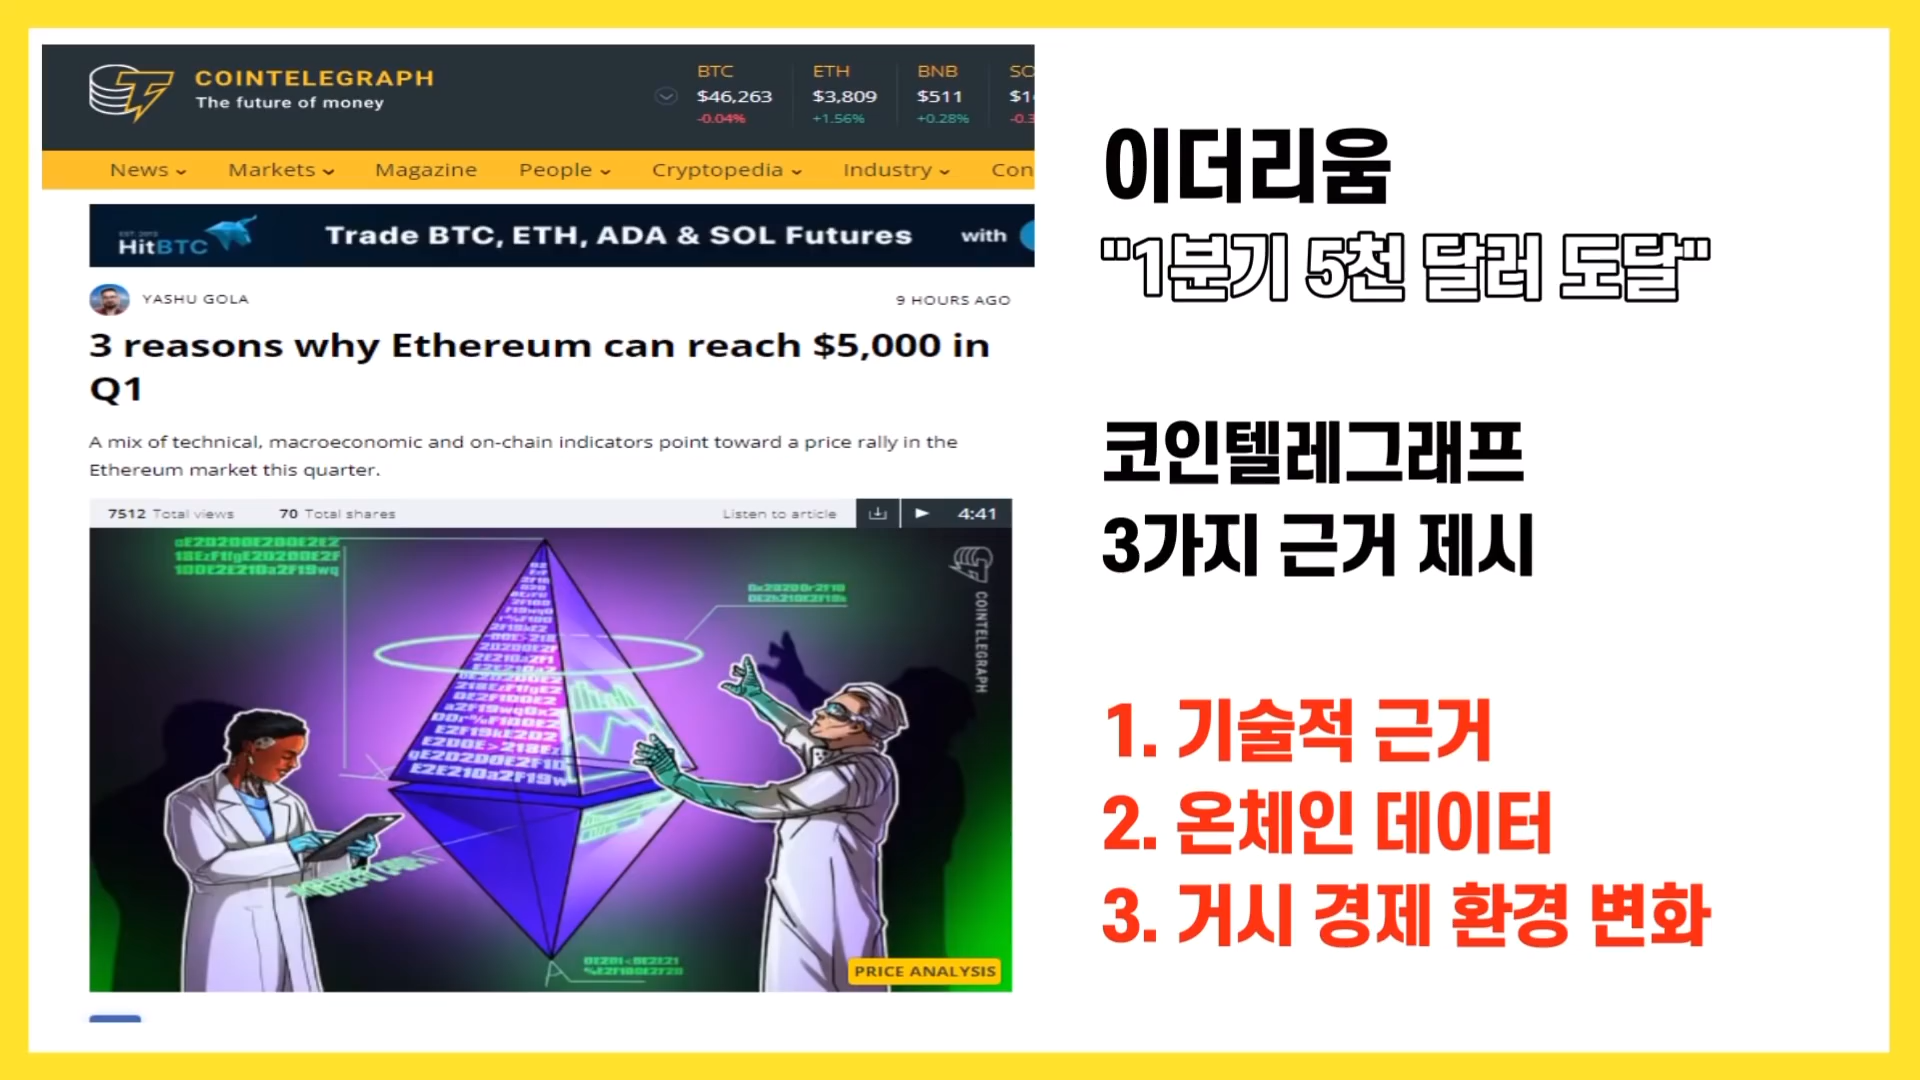 COINTELEGRAPH
The future of money
BTC
$46,263
-0.04%
ETH
$3,809
+1.56%
BNB
$511
+0.28%
News
Markets
Magazine
People
Cryptopedia
Industry
HitBTC
Trade BTC, ETH, ADA & SOL Futures
with
YASHU GOLA
9 HOURS AGO
3 reasons why Ethereum can reach $5,000 in
Q1
A mix of technical, macroeconomic and on-chain indicators point toward a price rally in the
Ethereum market this quarter.
7512 Total views
70 Total shares
Listen to article
4:41
COINTELEGRAPH
PRICE ANALYSIS
이더리움
"1분기 5천 달러 도달"
코인텔레그래프
3가지 근거 제시
1. 기술적 근거
2. 온체인 데이터
3. 거시 경제 환경 변화